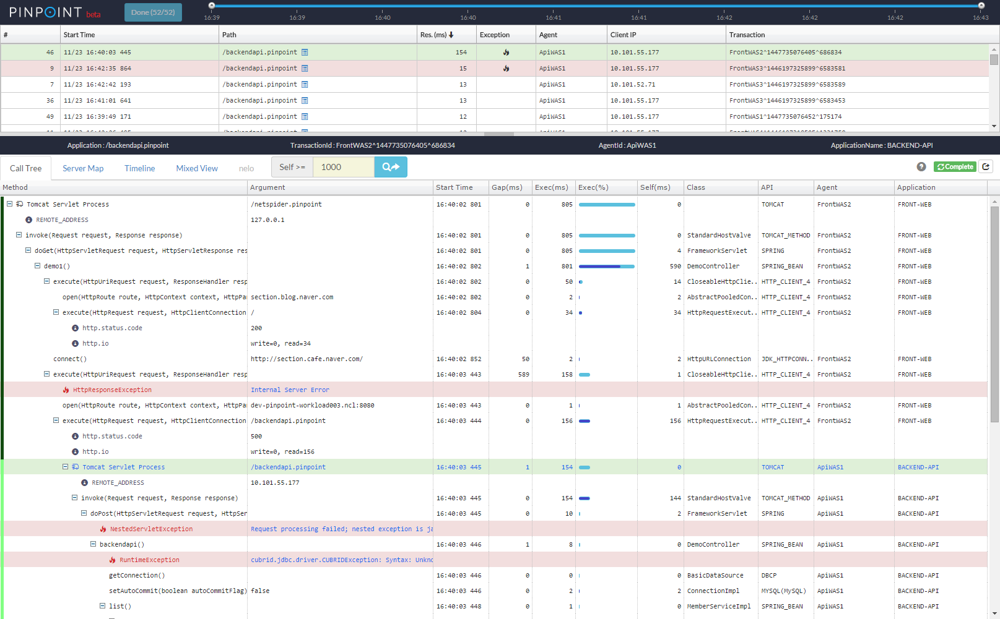 PINPOINT beta Done (52/52) 16:39 16:39 16:40 16:40 16:41 16:41 16:42 16:42 16:42 16:43
# Start Time Path Res. (ms) Exception Agent Client IP Transaction
46 11/23 16:40:03 445 /backendapi.pinpoint 154 ApiWAS1 10.101.55.177 FrontWAS2^1447735076405^686834
9 11/23 16:42:35 864 /backendapi.pinpoint 15 ApiWAS1 10.101.55.177 FrontWAS3^1446197325899^6583581
7 11/23 16:42:42 193 /backendapi.pinpoint 13 ApiWAS1 10.101.52.71 FrontWAS3^1446197325899^6583589
36 11/23 16:41:01 641 /backendapi.pinpoint 13 ApiWAS1 10.101.55.177 FrontWAS3^1446197325899^6583453
49 11/23 16:39:49 171 /backendapi.pinpoint 12 ApiWAS1 10.101.55.177 FrontWAS1^1447735076452^175174
Application : /backendapi.pinpoint TransactionId : FrontWAS2^1447735076405^686834 AgentId : ApiWAS1 ApplicationName : BACKEND-API
Call Tree Server Map Timeline Mixed View nelo Self >= 1000 Complete
Method Argument Start Time Gap(ms) Exec(ms) Exec(%) Self(ms) Class API Agent Application
Tomcat Servlet Process /netspider.pinpoint 16:40:02 801 0 805 0 TOMCAT FrontWAS2 FRONT-WEB
REMOTE_ADDRESS 127.0.0.1
invoke(Request request, Response response) 16:40:02 801 0 805 0 StandardHostValve TOMCAT_METHOD FrontWAS2 FRONT-WEB
doGet(HttpServletRequest request, HttpServletResponse res 16:40:02 801 0 805 4 FrameworkServlet SPRING FrontWAS2 FRONT-WEB
demo1() 16:40:02 802 1 801 590 DemoController SPRING_BEAN FrontWAS2 FRONT-WEB
execute(HttpUriRequest request, ResponseHandler resp 16:40:02 802 0 50 14 CloseableHttpClie.. HTTP_CLIENT_4 FrontWAS2 FRONT-WEB
open(HttpRoute route, HttpContext context, HttpPa section.blog.naver.com 16:40:02 802 0 2 2 AbstractPooledCon.. HTTP_CLIENT_4 FrontWAS2 FRONT-WEB
execute(HttpRequest request, HttpClientConnection / 16:40:02 804 0 34 34 HttpRequestExecut.. HTTP_CLIENT_4 FrontWAS2 FRONT-WEB
http.status.code 200
http.io write=0, read=34
connect() http://section.cafe.naver.com/ 16:40:02 852 50 2 2 HttpURLConnection JDK_HTTPCONN.. FrontWAS2 FRONT-WEB
execute(HttpUriRequest request, ResponseHandler resp 16:40:03 443 589 158 1 CloseableHttpClie.. HTTP_CLIENT_4 FrontWAS2 FRONT-WEB
HttpResponseException Internal Server Error
open(HttpRoute route, HttpContext context, HttpPa dev-pinpoint-workload003.ncl:8080 16:40:03 443 0 1 1 AbstractPooledCon.. HTTP_CLIENT_4 FrontWAS2 FRONT-WEB
execute(HttpRequest request, HttpClientConnection /backendapi.pinpoint 16:40:03 444 0 156 156 HttpRequestExecut.. HTTP_CLIENT_4 FrontWAS2 FRONT-WEB
http.status.code 500
http.io write=0, read=156
Tomcat Servlet Process /backendapi.pinpoint 16:40:03 445 1 154 0 TOMCAT ApiWAS1 BACKEND-API
REMOTE_ADDRESS 10.101.55.177
invoke(Request request, Response response) 16:40:03 445 0 154 144 StandardHostValve TOMCAT_METHOD ApiWAS1 BACKEND-API
doPost(HttpServletRequest request, HttpSer 16:40:03 445 0 10 2 FrameworkServlet SPRING ApiWAS1 BACKEND-API
NestedServletException Request processing failed; nested exception is ja
backendapi() 16:40:03 446 1 8 0 DemoController SPRING_BEAN ApiWAS1 BACKEND-API
RuntimeException cubrid.jdbc.driver.CUBRIDException: Syntax: Unkno
getConnection() 16:40:03 446 0 0 0 BasicDataSource DBCP ApiWAS1 BACKEND-API
setAutoCommit(boolean autoCommitFlag) false 16:40:03 446 0 2 2 ConnectionImpl MYSQL(MySQL) ApiWAS1 BACKEND-API
list() 16:40:03 448 0 1 0 MemberServiceImpl SPRING_BEAN ApiWAS1 BACKEND-API